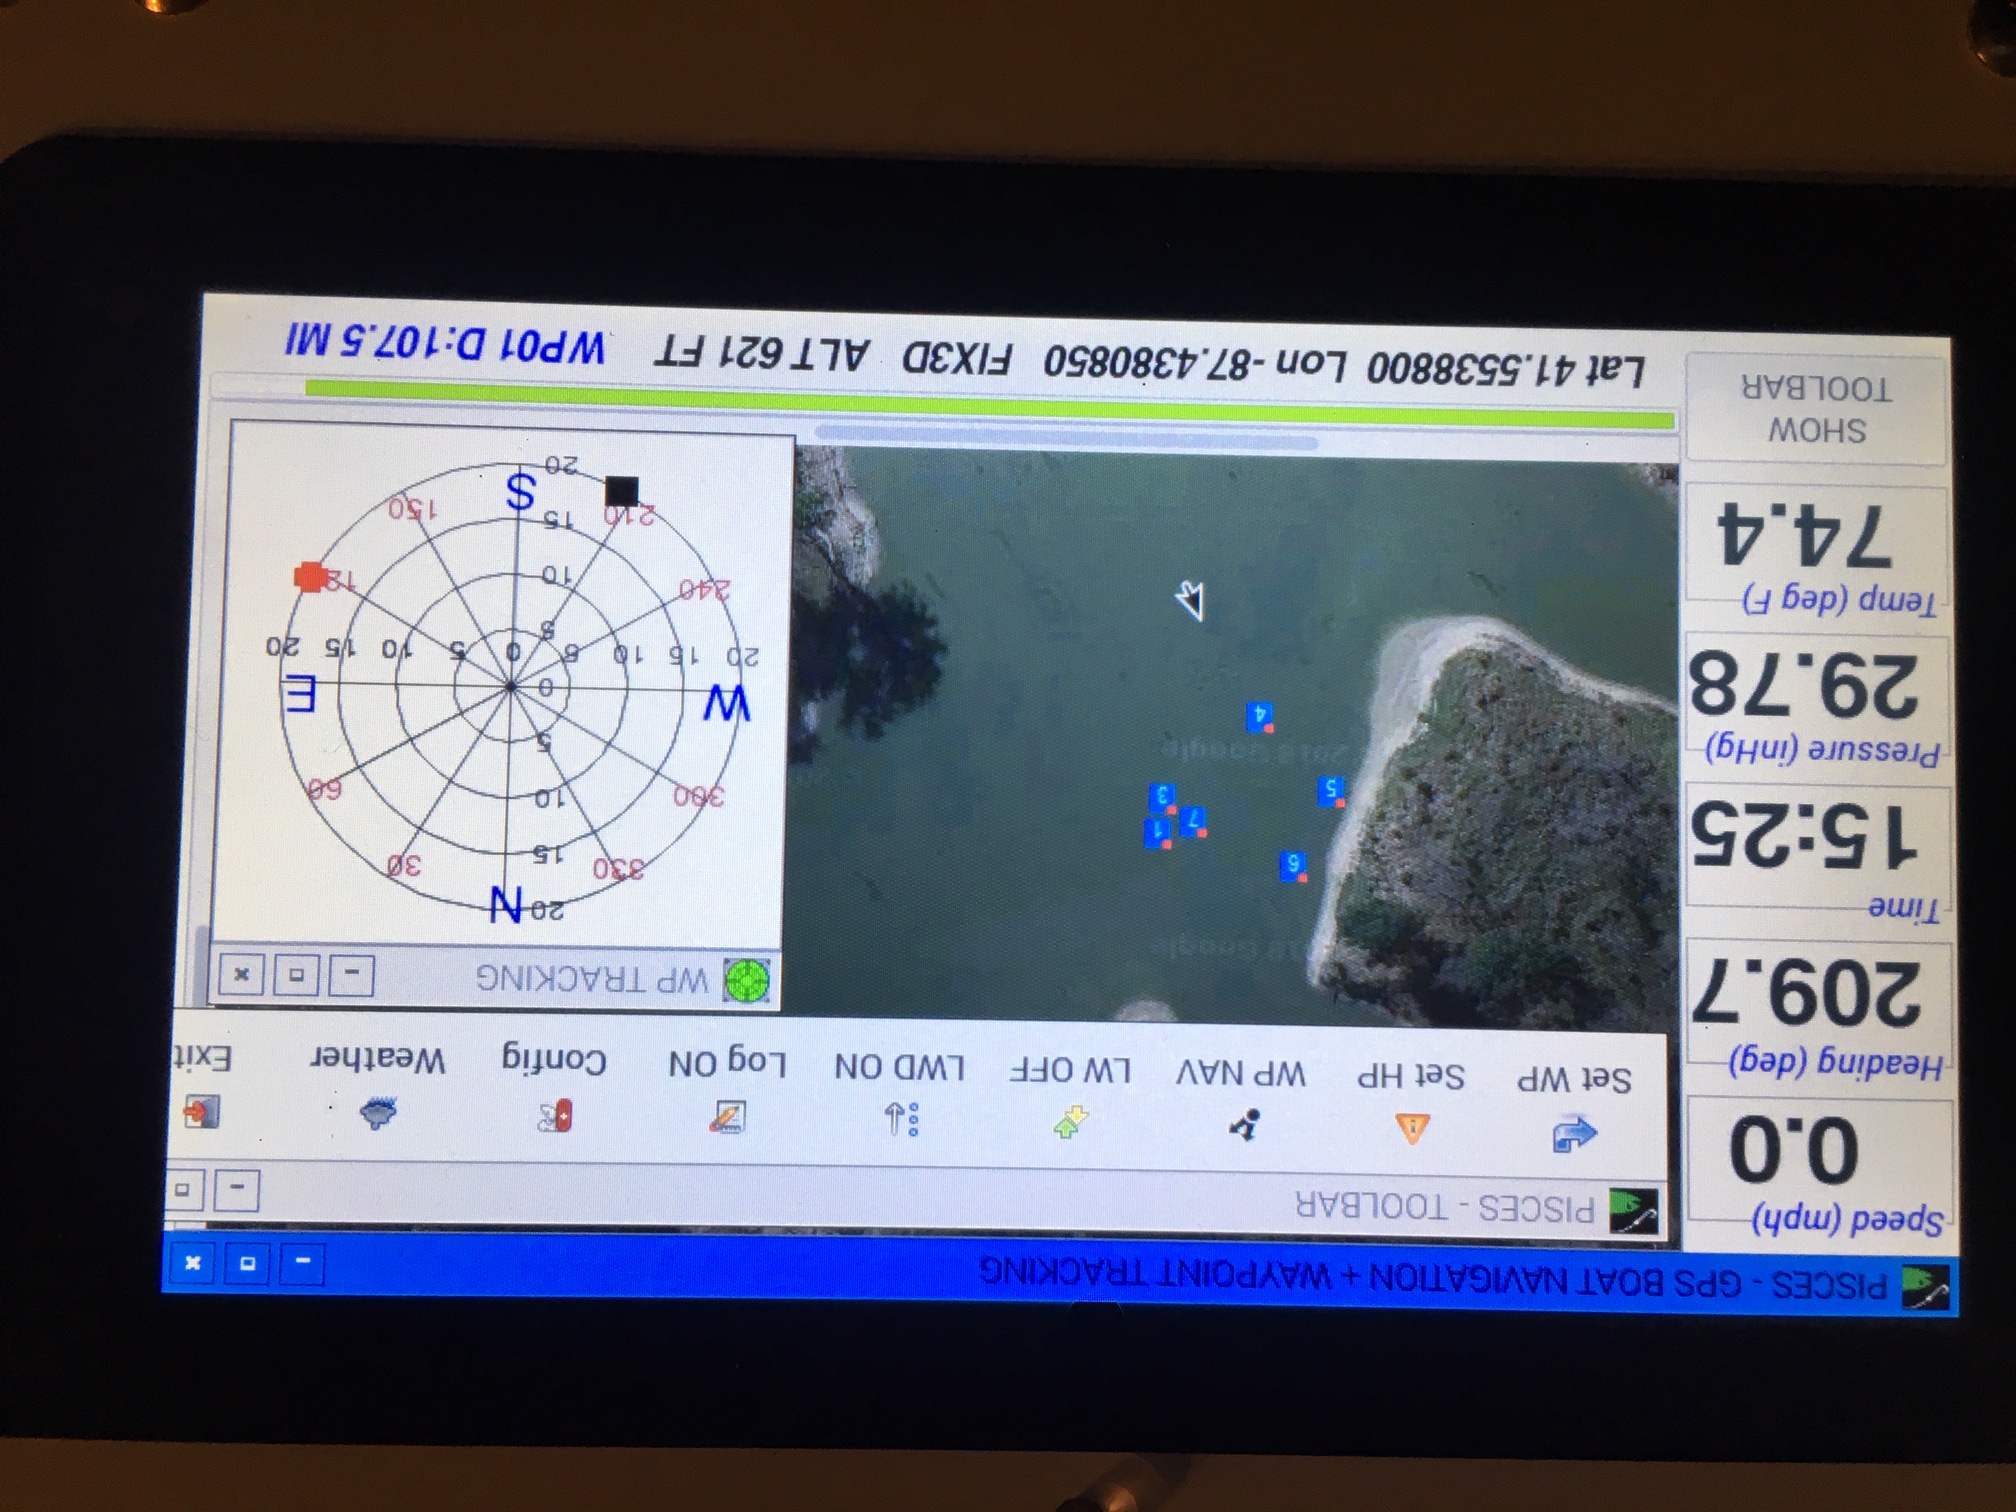 PISCES - GPS BOAT NAVIGATION + WAYPOINT TRACKING
Speed (mph)
0.0
Heading (deg)
209.7
Time
15:25
Pressure (inHg)
29.78
Temp (deg F)
74.4
SHOW
TOOLBAR
PISCES - TOOLBAR
Set WP Set HP WP NAV LW OFF LWD ON Log ON Config Weather Exit
Google
6
1
7
3
5
Google
4
WP TRACKING
20 N
330 15 30
300 10 60
5
W 0 E
20 15 10 5 0 5 10 15 20
5
240 10
210 15 150
S
20
Lat 41.5538800 Lon -87.4380850 FIX3D ALT 621 FT WP01 D:107.5 MI